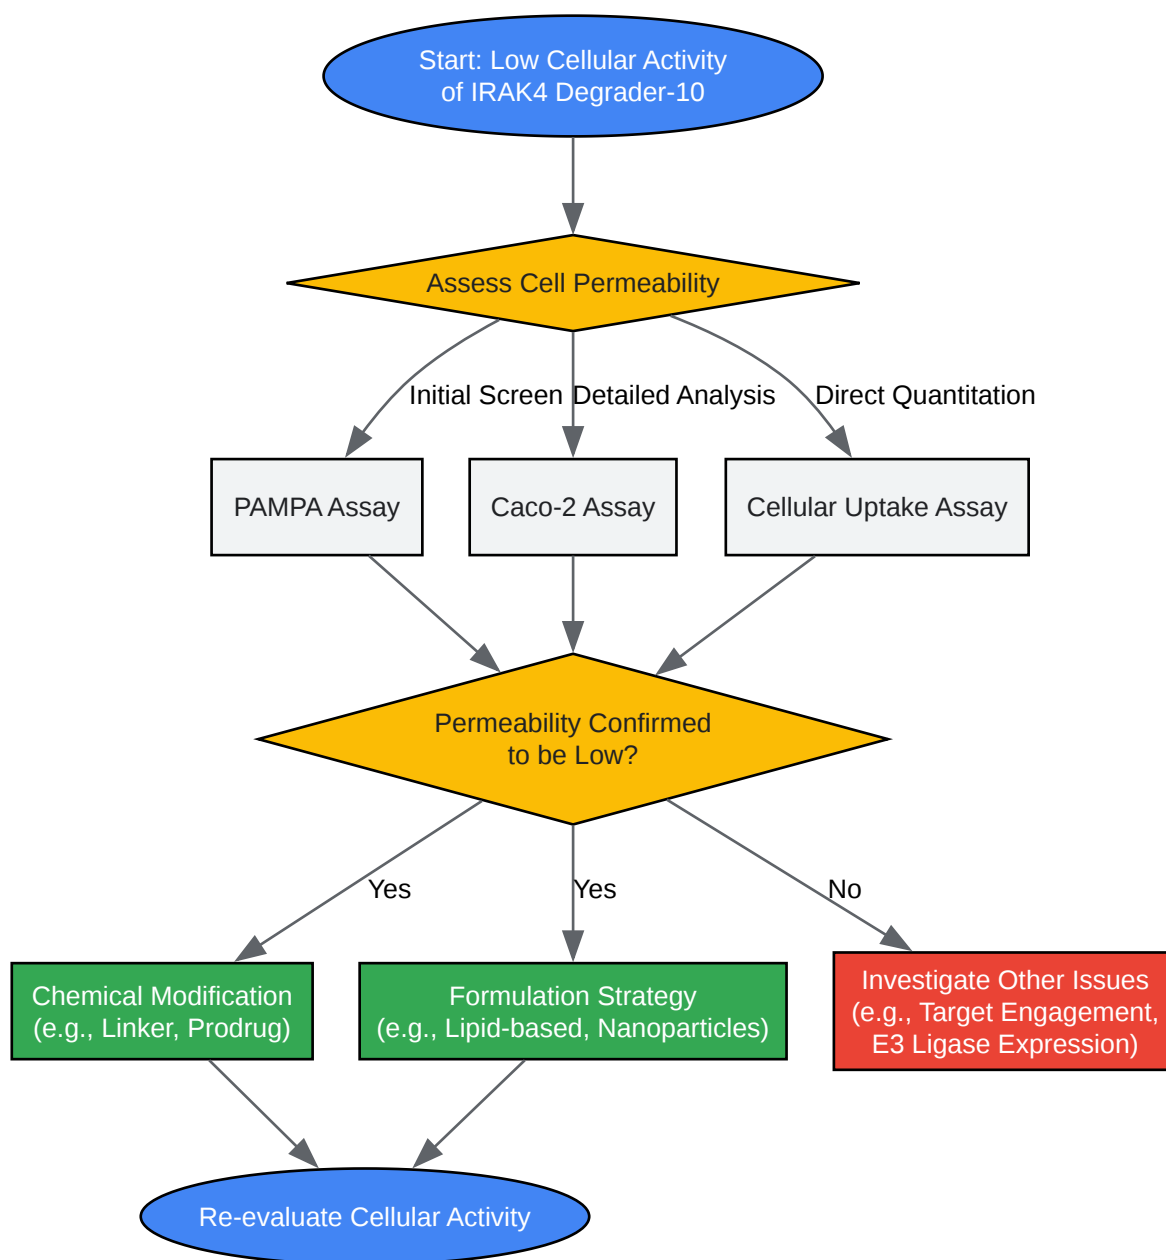 Start: Low Cellular Activity
of IRAK4 Degrader-10
Assess Cell Permeability
Initial Screen
Detailed Analysis
Direct Quantitation
PAMPA Assay
Caco-2 Assay
Cellular Uptake Assay
Permeability Confirmed
to be Low?
Yes
Yes
No
Chemical Modification
(e.g., Linker, Prodrug)
Formulation Strategy
(e.g., Lipid-based, Nanoparticles)
Investigate Other Issues
(e.g., Target Engagement,
E3 Ligase Expression)
Re-evaluate Cellular Activity